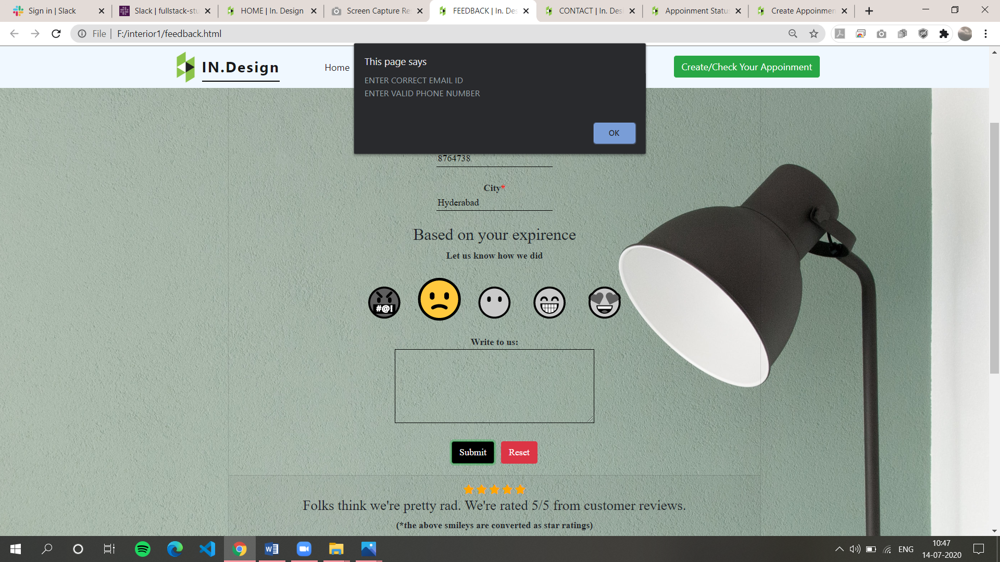 Sign in | Slack
Slack | fullstack-stu
HOME | In. Design
Screen Capture Re
FEEDBACK | In. Des
CONTACT | In. Des
Appoinment Statu
Create Appoinmen
File | F:/interior1/feedback.html
IN.Design
Home
Create/Check Your Appoinment
This page says
ENTER CORRECT EMAIL ID
ENTER VALID PHONE NUMBER
OK
8764738
City*
Hyderabad
Based on your expirence
Let us know how we did
#@!
Write to us:
Submit
Reset
Folks think we're pretty rad. We're rated 5/5 from customer reviews.
(*the above smileys are converted as star ratings)
ENG
10:47
14-07-2020